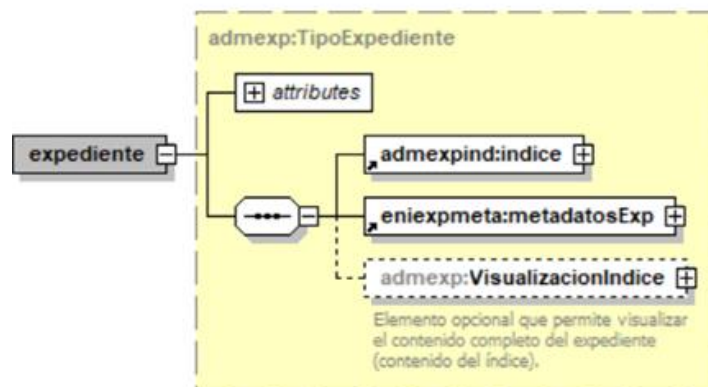 admexp:TipoExpediente
attributes
expediente
admexpind:indice
eniexpmeta:metadatosExp
admexp:VisualizacionIndice
Elemento opcional que permite visualizar
el contenido completo del expediente
(contenido del índice).